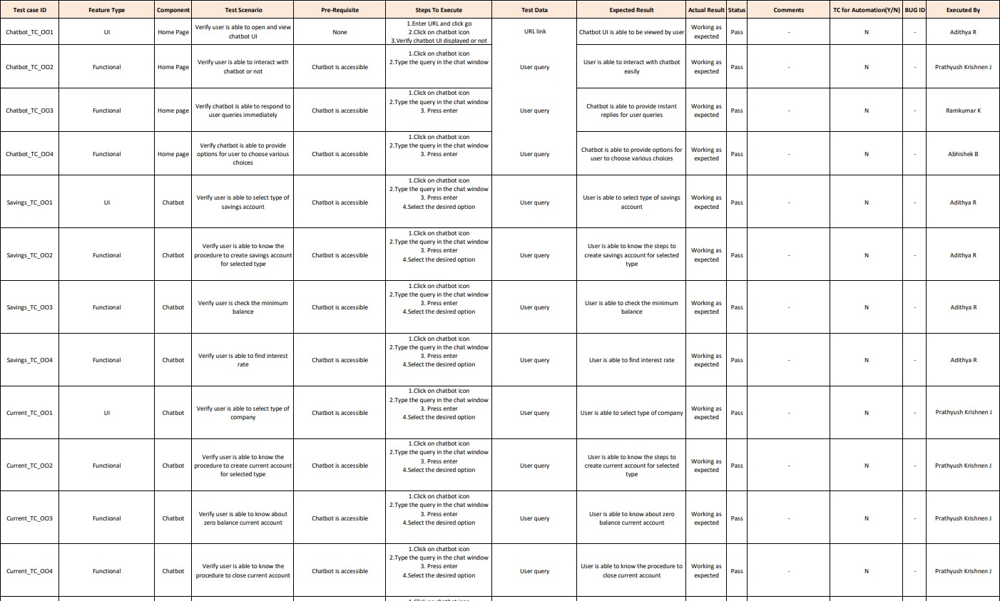 Test case ID Feature Type Component Test Scenario Pre-Requisite Steps To Execute Test Data Expected Result Actual Result Status Comments TC for Automation(Y/N) BUG ID Executed By
Chatbot_TC_OO1
UI
Home Page
Verify user is able to open and view
chatbot UI
None
1.Enter URL and click go
2.Click on chatbot icon
3.Verify chatbot UI displayed or not
URL link
Chatbot UI is able to be viewed by user
Working as
expected
Pass
-
N
-
Adithya R
Chatbot_TC_OO2
Functional
Home Page
Verify user is able to interact with
chatbot or not
Chatbot is accessible
1.Click on chatbot icon
2.Type the query in the chat window
User query
User is able to interact with chatbot
easily
Working as
expected
Pass
-
N
-
Prathyush Krishnen J
Chatbot_TC_OO3
Functional
Home page
Verify chatbot is able to respond to
user queries immediately
Chatbot is accessible
1.Click on chatbot icon
2.Type the query in the chat window
3. Press enter
User query
Chatbot is able to provide instant
replies for user queries
Working as
expected
Pass
-
N
-
Ramkumar K
Chatbot_TC_OO4
Functional
Home page
Verify chatbot is able to provide
options for user to choose various
choices
Chatbot is accessible
1.Click on chatbot icon
2.Type the query in the chat window
3. Press enter
User query
Chatbot is able to provide options for
user to choose various choices
Working as
expected
Pass
-
N
-
Abhishek B
Savings_TC_OO1
UI
Chatbot
Verify user is able to select type of
savings account
Chatbot is accessible
1.Click on chatbot icon
2.Type the query in the chat window
3. Press enter
4.Select the desired option
User query
User is able to select type of savings
account
Working as
expected
Pass
-
N
-
Adithya R
Savings_TC_OO2
Functional
Chatbot
Verify user is able to know the
procedure to create savings account
for selected type
Chatbot is accessible
1.Click on chatbot icon
2.Type the query in the chat window
3. Press enter
4.Select the desired option
User query
User is able to know the steps to
create savings account for selected
type
Working as
expected
Pass
-
N
-
Adithya R
Savings_TC_OO3
Functional
Chatbot
Verify user is check the minimum
balance
Chatbot is accessible
1.Click on chatbot icon
2.Type the query in the chat window
3. Press enter
4.Select the desired option
User query
User is able to check the minimum
balance
Working as
expected
Pass
-
N
-
Adithya R
Savings_TC_OO4
Functional
Chatbot
Verify user is able to find interest
rate
Chatbot is accessible
1.Click on chatbot icon
2.Type the query in the chat window
3. Press enter
4.Select the desired option
User query
User is able to find interest rate
Working as
expected
Pass
-
N
-
Adithya R
Current_TC_OO1
UI
Chatbot
Verify user is able to select type of
company
Chatbot is accessible
1.Click on chatbot icon
2.Type the query in the chat window
3. Press enter
4.Select the desired option
User query
User is able to select type of company
Working as
expected
Pass
-
N
-
Prathyush Krishnen J
Current_TC_OO2
Functional
Chatbot
Verify user is able to know the
procedure to create current account
for selected type
Chatbot is accessible
1.Click on chatbot icon
2.Type the query in the chat window
3. Press enter
4.Select the desired option
User query
User is able to know the steps to
create current account for selected
type
Working as
expected
Pass
-
N
-
Prathyush Krishnen J
Current_TC_OO3
Functional
Chatbot
Verify user is able to know about
zero balance current account
Chatbot is accessible
1.Click on chatbot icon
2.Type the query in the chat window
3. Press enter
4.Select the desired option
User query
User is able to know about zero
balance current account
Working as
expected
Pass
-
N
-
Prathyush Krishnen J
Current_TC_OO4
Functional
Chatbot
Verify user is able to know the
procedure to close current account
Chatbot is accessible
1.Click on chatbot icon
2.Type the query in the chat window
3. Press enter
4.Select the desired option
User query
User is able to know the procedure to
close current account
Working as
expected
Pass
-
N
-
Prathyush Krishnen J